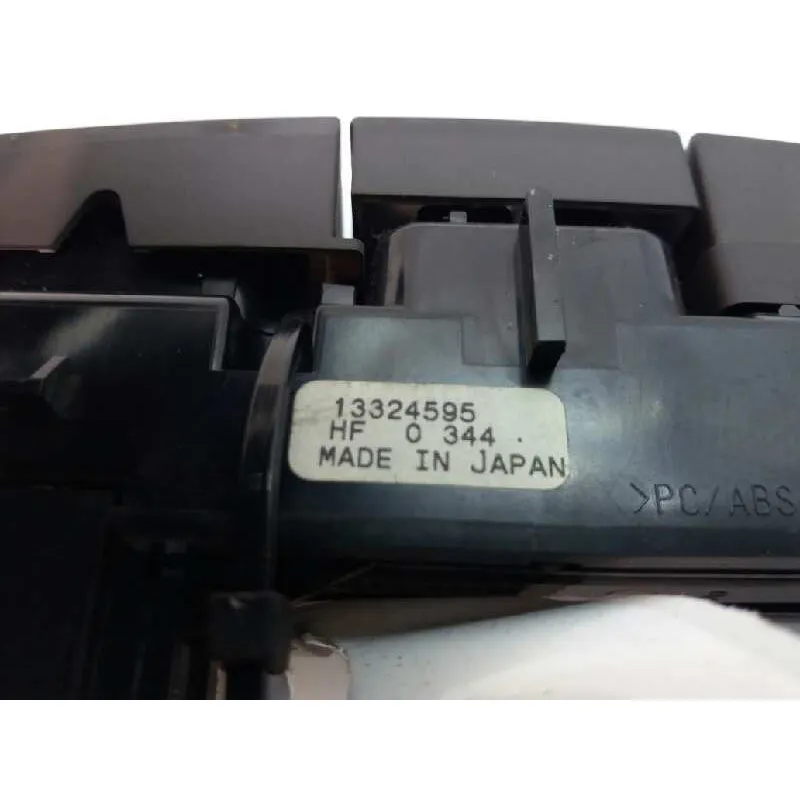 13324595
HF 0 344 .
MADE IN JAPAN
>PC/ABS